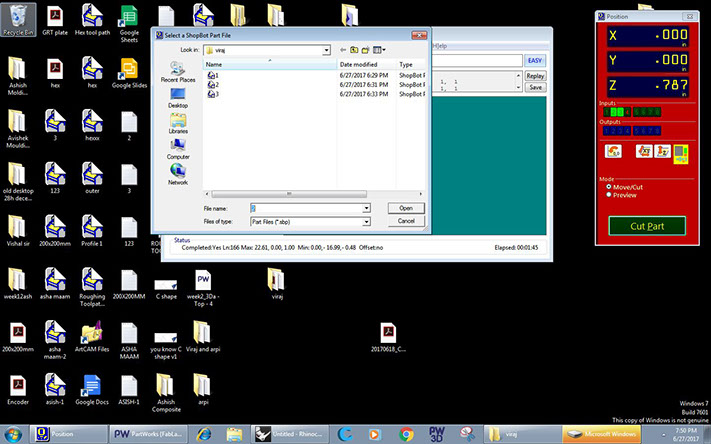 Recycle Bin
GRT plate
Hex tool path
Google Sheets
Ashish Moldi...
hex
hex
Google Slides
Avishek Mouldi...
3
hexxx
2
old desktop 28h dece...
123
outer
3
Vishal sir
200x200mm
Profile 1
123
week12ash
asha maam
Roughing Toolpat...
200X200MM
C shape
week2_3Da - Top - 4
viraj
200x200mm
asha maam-2
ArtCAM Files
ASHA MAAM
you know C shape v1
Viraj and arpi
20170618_C...
Encoder
asish-1
Google Docs
ASISH-1
Ashish Composite
arpi
Select a ShopBot Part File
Look in:
viraj
Name
Date modified
Type
1
6/27/2017 6:29 PM
ShopBot F
2
6/27/2017 6:31 PM
ShopBot F
3
6/27/2017 6:33 PM
ShopBot F
Recent Places
Desktop
Libraries
Computer
Network
File name:
Open
Files of type:
Part Files (*.sbp)
Cancel
H]elp
EASY
1, 1
Replay
1, 1
Save
Status
Completed:Yes Ln:166 Max: 22.61, 0.00, 1.00 Min: 0.00,- 16.99,- 0.48 Offset:no
Elapsed: 00:01:45
Position
X .000
in
Y .000
in
Z .787
in
Inputs
1 2 3 4 5 6 7 8
Outputs
1 2 3 4 5 6 7 8
Mode
Move/Cut
Preview
Cut Part
Windows 7
Build 7601
This copy of Windows is not genuine
Position
PartWorks (FabLa...
Untitled - Rhinoc...
PW 3D
viraj
Microsoft Windows
7:50 PM
6/27/2017